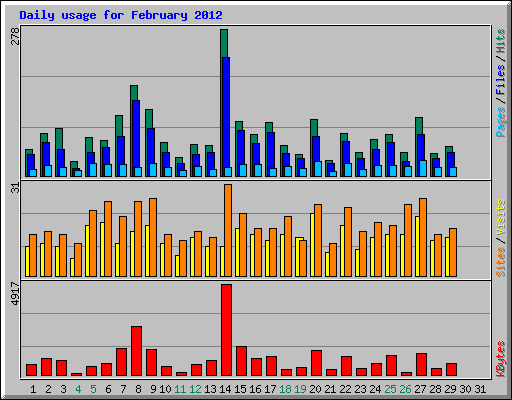 Daily usage for February 2012
278
Pages / Files / Hits
31
Sites / Visits
4917
KBytes
1 2 3 4 5 6 7 8 9 10 11 12 13 14 15 16 17 18 19 20 21 22 23 24 25 26 27 28 29 30 31